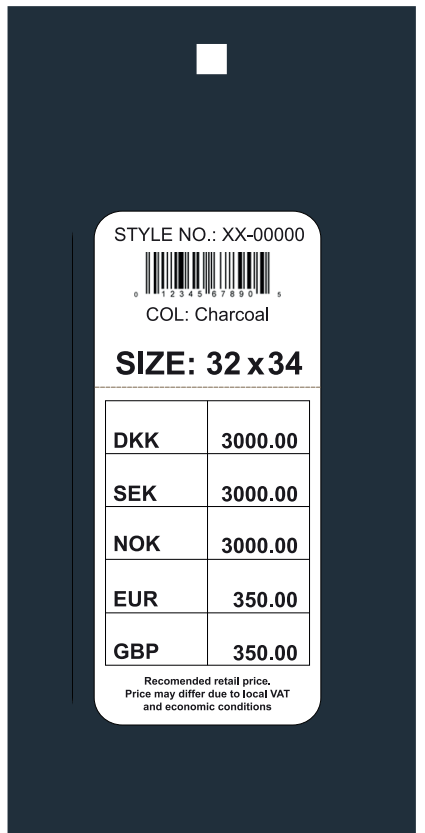 STYLE NO.: XX-00000
0 12345 67890 5
COL: Charcoal
SIZE: 32 x 34
DKK 3000.00
SEK 3000.00
NOK 3000.00
EUR 350.00
GBP 350.00
Recomended retail price.
Price may differ due to local VAT
and economic conditions